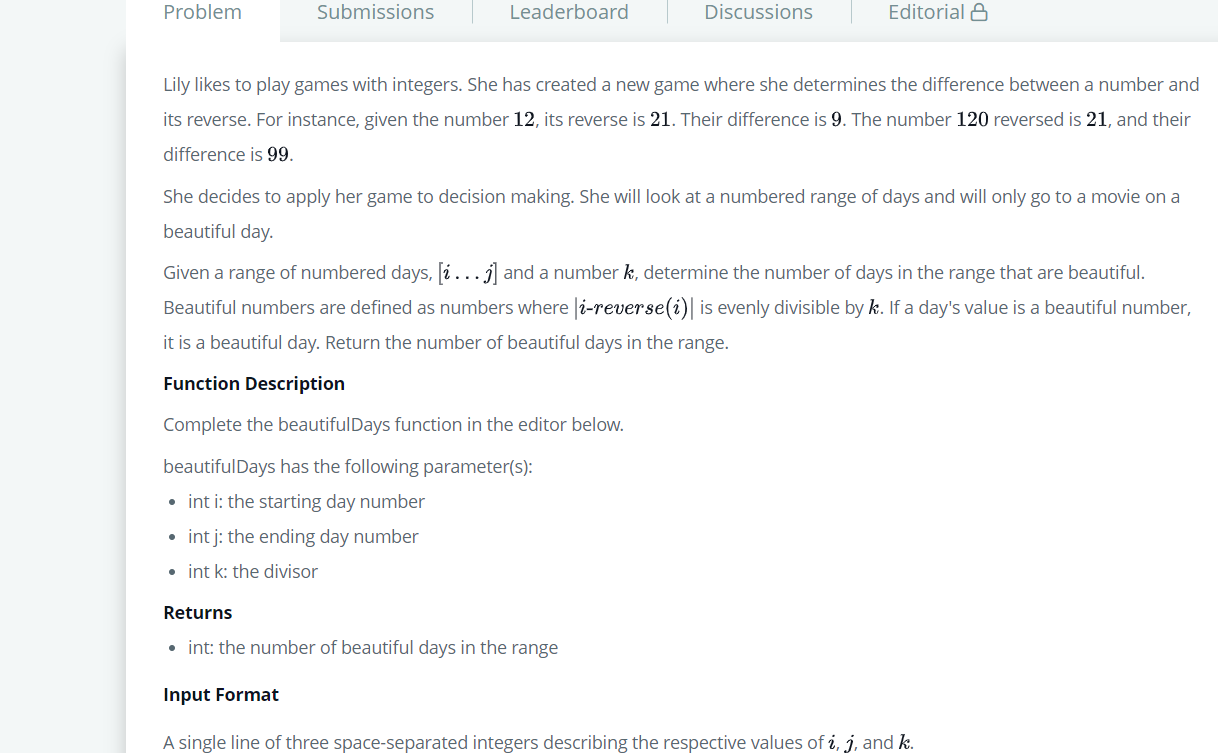 Problem
Submissions
Leaderboard
Discussions
Editorial
Lily likes to play games with integers. She has created a new game where she determines the difference between a number and
its reverse. For instance, given the number 12, its reverse is 21. Their difference is 9. The number 120 reversed is 21, and their
difference is 99.
She decides to apply her game to decision making. She will look at a numbered range of days and will only go to a movie on a
beautiful day.
Given a range of numbered days, [i . . . j] and a number k, determine the number of days in the range that are beautiful.
Beautiful numbers are defined as numbers where |i-reverse(i)| is evenly divisible by k. If a day's value is a beautiful number,
it is a beautiful day. Return the number of beautiful days in the range.
Function Description
Complete the beautifulDays function in the editor below.
beautifulDays has the following parameter(s):
• int i: the starting day number
• int j: the ending day number
• int k: the divisor
Returns
• int: the number of beautiful days in the range
Input Format
A single line of three space-separated integers describing the respective values of i, j, and k.